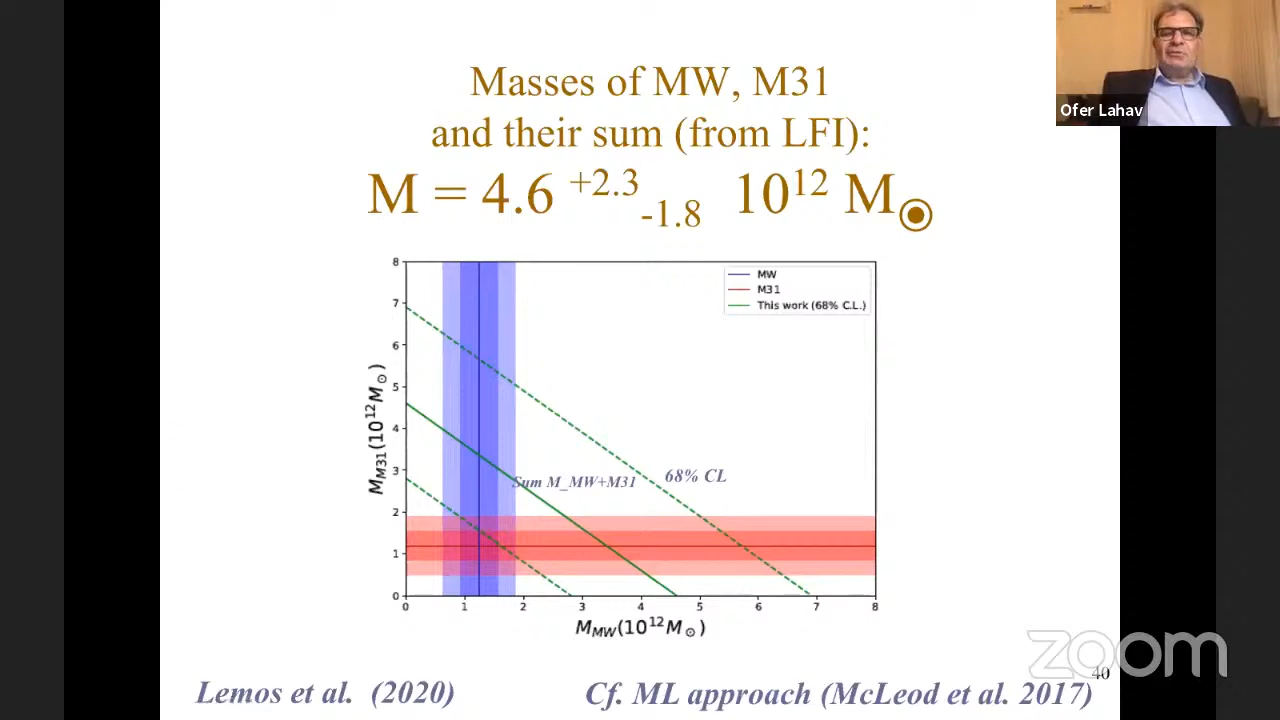 Masses of MW, M31
and their sum (from LFI):
M = 4.6 +2.3 -1.8 10¹² M☉
Ofer Lahav
MW
M31
This work (68% C.L.)
8
7
6
5
4
3
2
1
0
M_M31(10¹²M☉)
Sum M_MW+M31
68% CL
0 1 2 3 4 5 6 7 8
M_MW(10¹²M☉)
zoom
40
Lemos et al. (2020)
Cf. ML approach (McLeod et al. 2017)